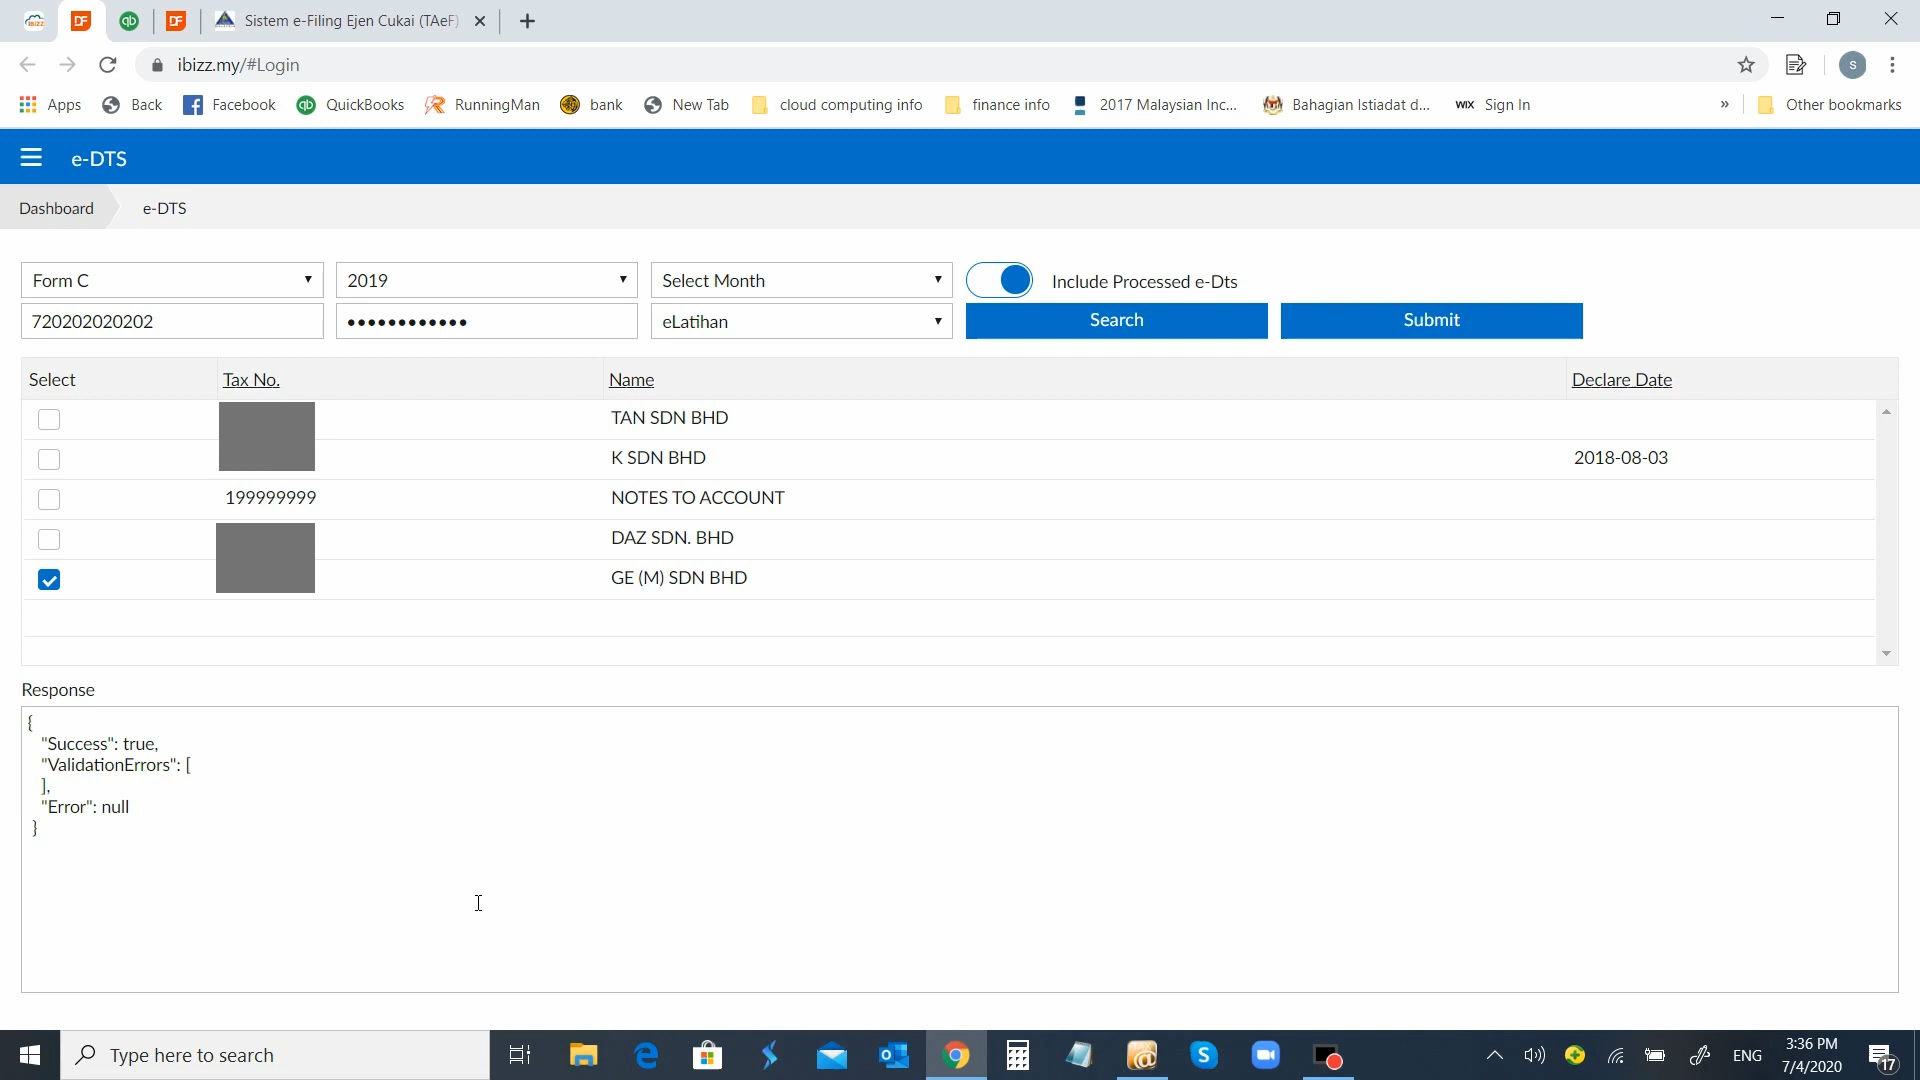 Sistem e-Filing Ejen Cukai (TAeF)
ibizz.my/#Login
S
Apps Back Facebook QuickBooks RunningMan bank New Tab cloud computing info finance info 2017 Malaysian Inc... Bahagian Istiadat d... WIX Sign In » Other bookmarks
e-DTS
Dashboard e-DTS
Form C 2019 Select Month Include Processed e-Dts
720202020202 •••••••••••• eLatihan Search Submit
Select Tax No. Name Declare Date
TAN SDN BHD
K SDN BHD 2018-08-03
199999999 NOTES TO ACCOUNT
DAZ SDN. BHD
GE (M) SDN BHD
Response
{
"Success": true,
"ValidationErrors": [
],
"Error": null
}
Type here to search
ENG
3:36 PM
7/4/2020
17